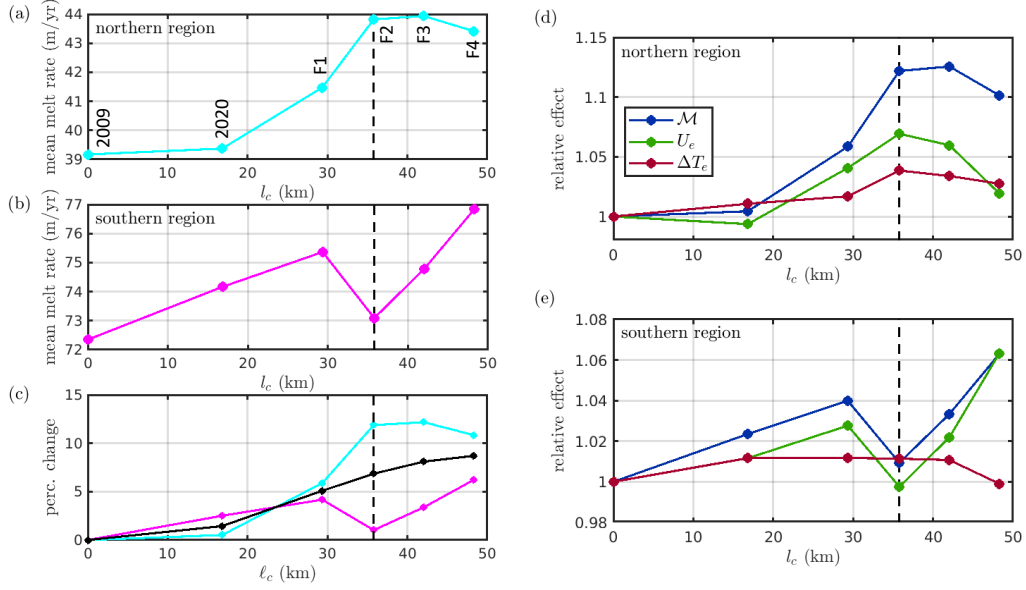 (a)
mean melt rate (m/yr)
44
43
42
41
40
39
northern region
2009
2020
F1
F2
F3
F4
0 10 20 30 40 50
l_c (km)
(b)
mean melt rate (m/yr)
77
76
75
74
73
72
southern region
0 10 20 30 40 50
l_c (km)
(c)
perc. change
15
10
5
0
0 10 20 30 40 50
ℓ_c (km)
(d)
relative effect
1.15
1.1
1.05
1
northern region
ℳ
U_e
ΔT_e
0 10 20 30 40 50
l_c (km)
(e)
relative effect
1.08
1.06
1.04
1.02
1
0.98
southern region
0 10 20 30 40 50
l_c (km)